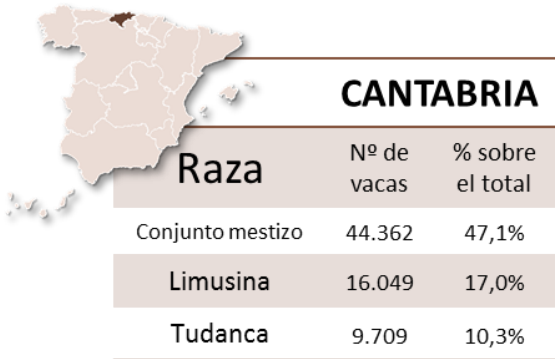 CANTABRIA
Raza Nº de vacas % sobre el total
Conjunto mestizo 44.362 47,1%
Limusina 16.049 17,0%
Tudanca 9.709 10,3%